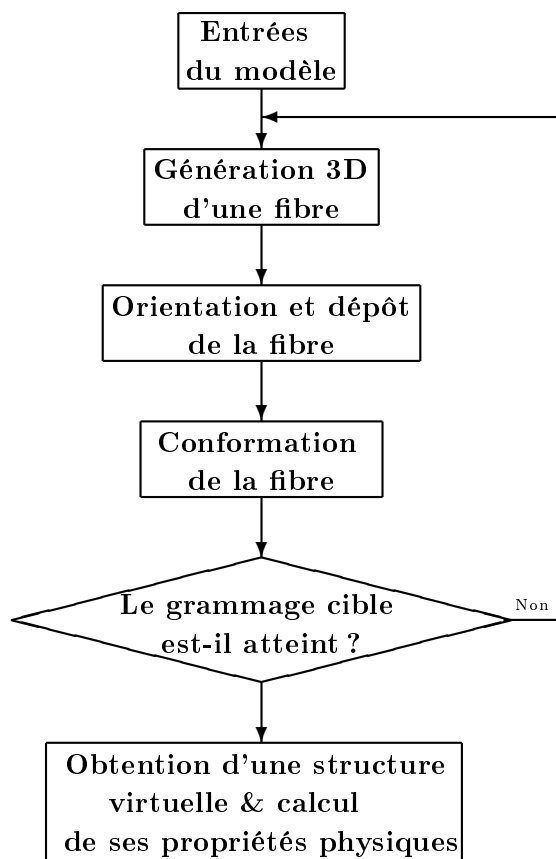 Entrées
du modèle
Génération 3D
d'une fibre
Orientation et dépôt
de la fibre
Conformation
de la fibre
Le grammage cible
est-il atteint ?
Non
Obtention d'une structure
virtuelle & calcul
de ses propriétés physiques